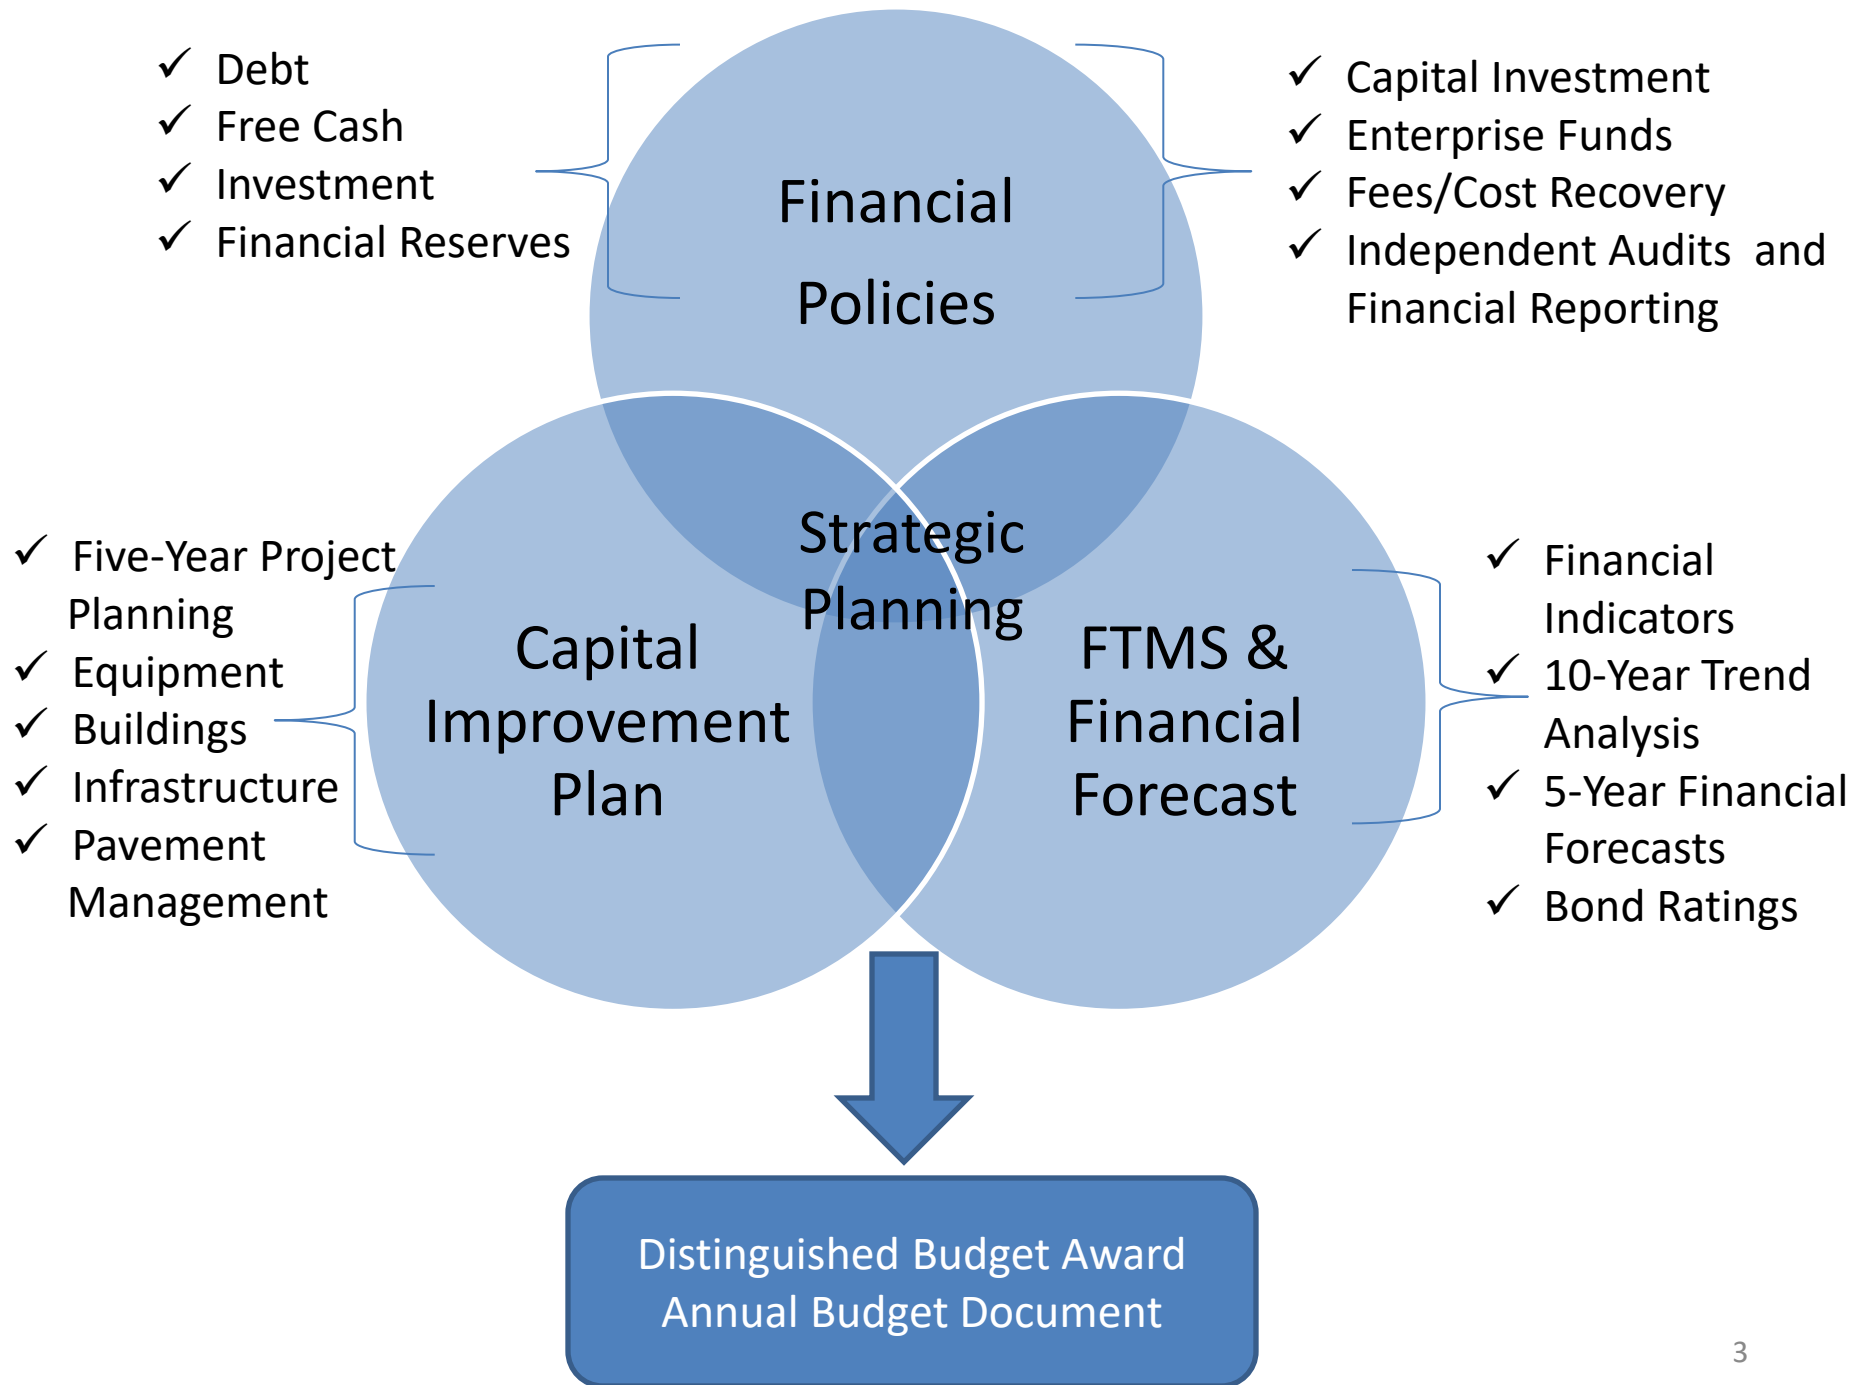 ✓ Debt
✓ Free Cash
✓ Investment
✓ Financial Reserves
Financial
Policies
✓ Capital Investment
✓ Enterprise Funds
✓ Fees/Cost Recovery
✓ Independent Audits and
Financial Reporting
Strategic
Planning
✓ Five-Year Project
Planning
✓ Equipment
✓ Buildings
✓ Infrastructure
✓ Pavement
Management
Capital
Improvement
Plan
FTMS &
Financial
Forecast
✓ Financial
Indicators
✓ 10-Year Trend
Analysis
✓ 5-Year Financial
Forecasts
✓ Bond Ratings
Distinguished Budget Award
Annual Budget Document
3